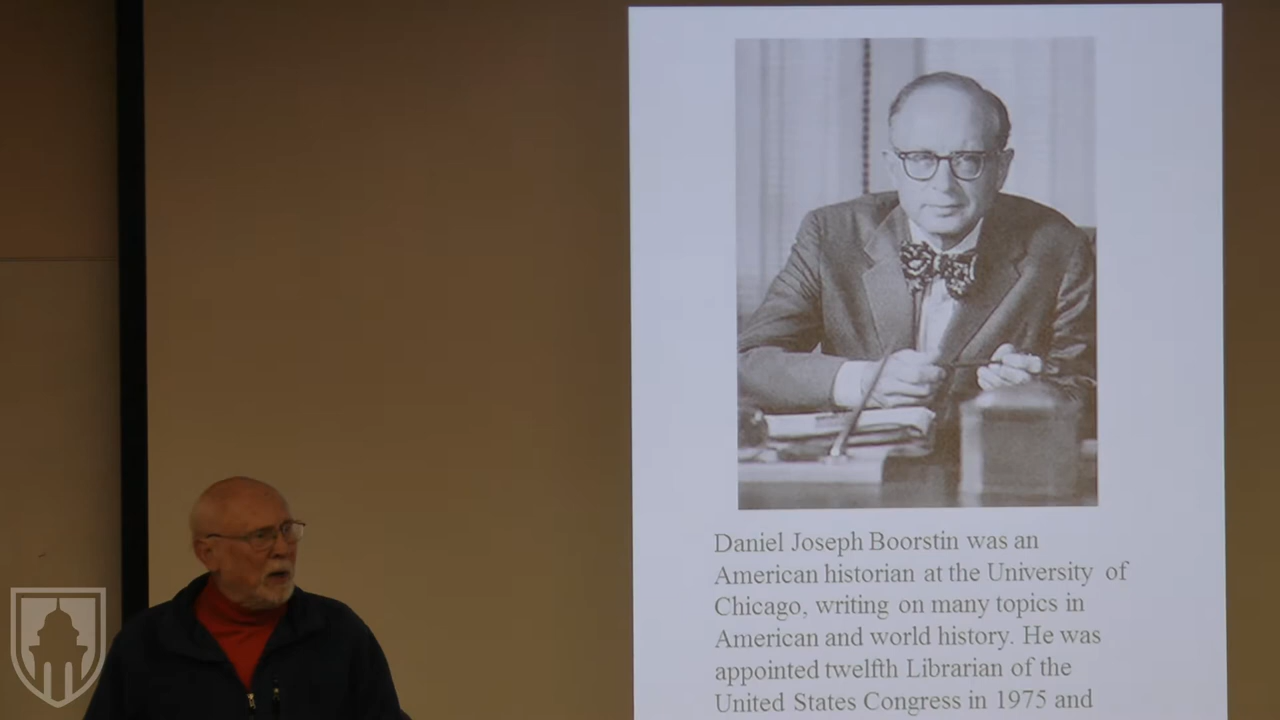 Daniel Joseph Boorstin was an
American historian at the University of
Chicago, writing on many topics in
American and world history. He was
appointed twelfth Librarian of the
United States Congress in 1975 and